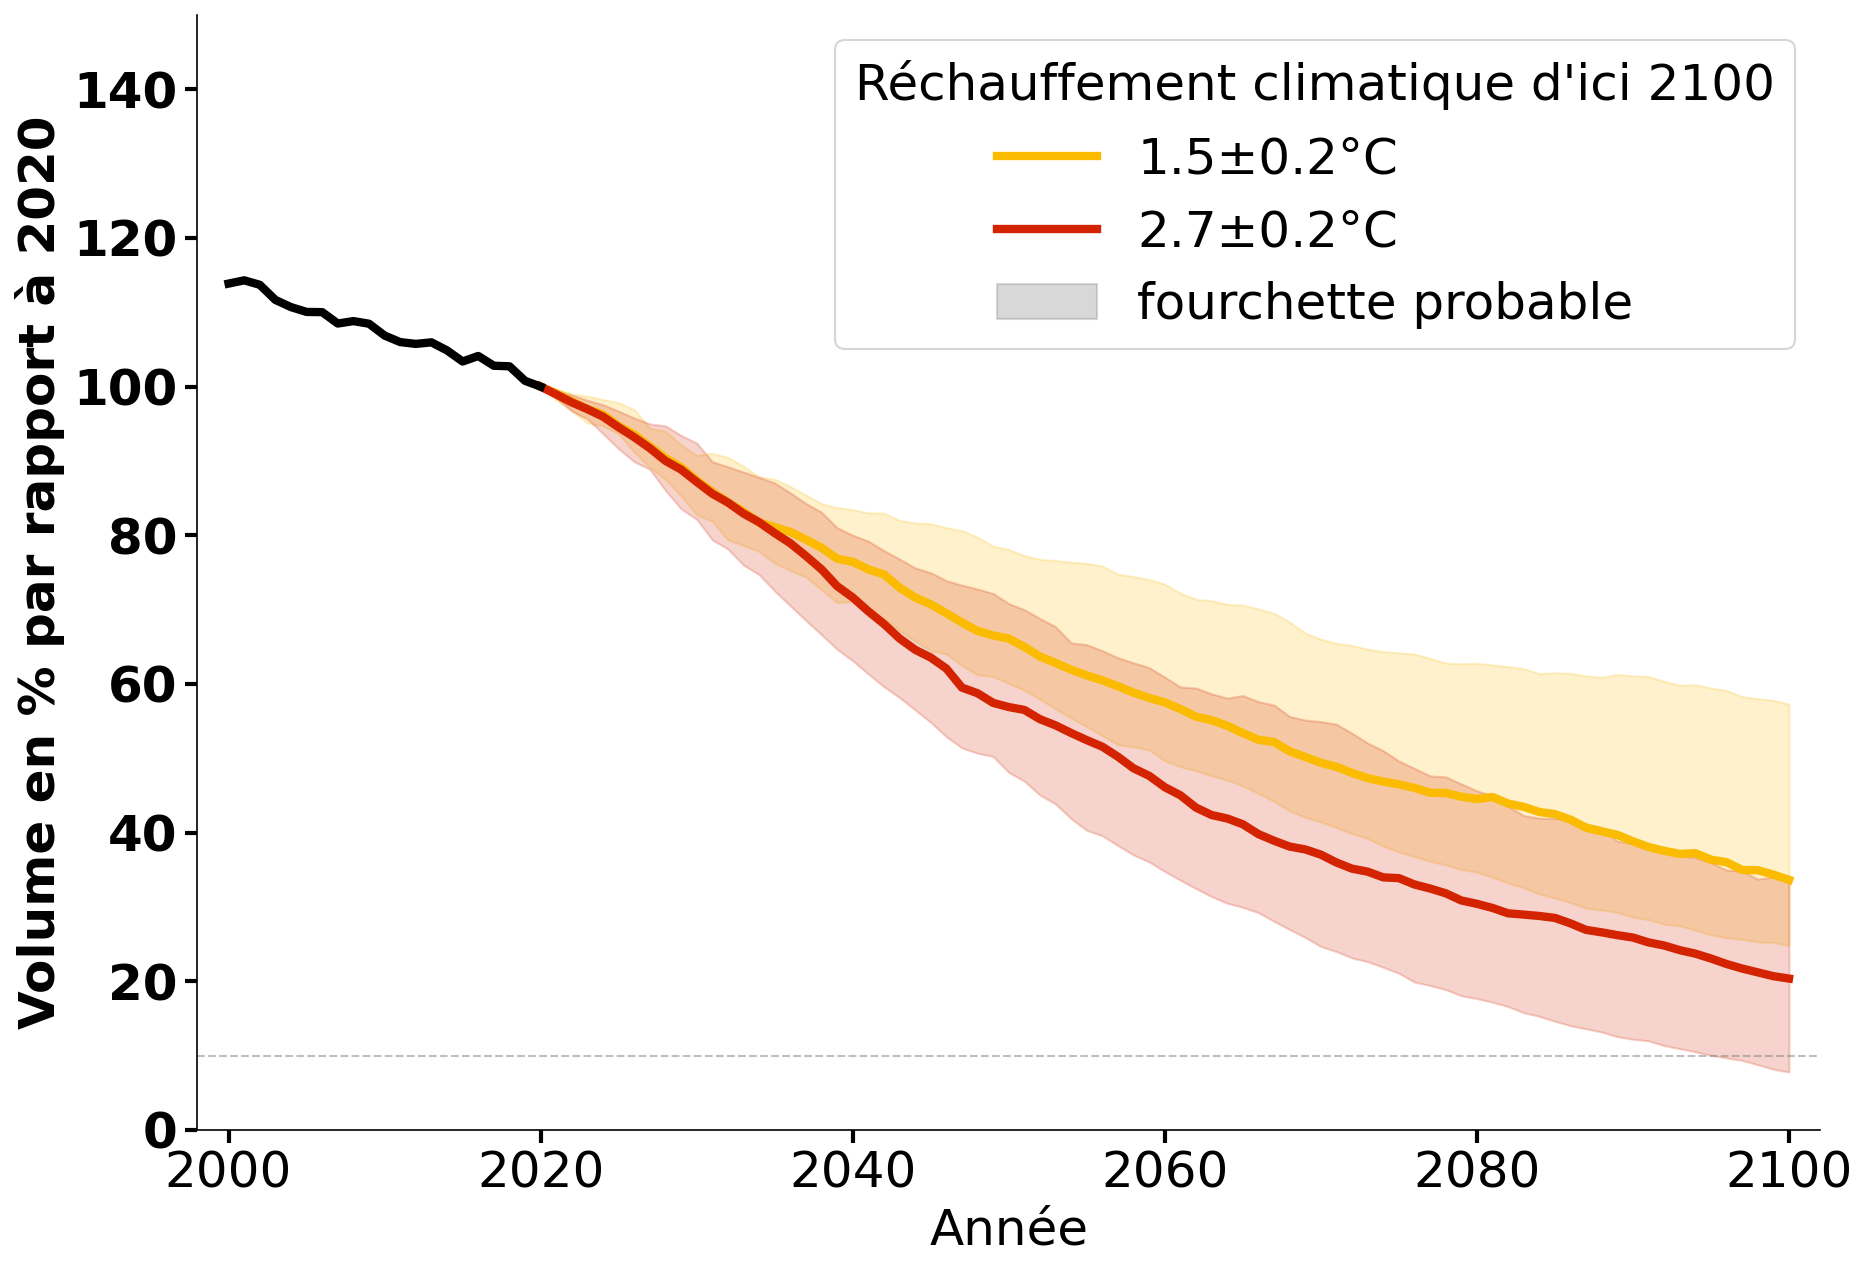 Volume en % par rapport à 2020
140
120
100
80
60
40
20
0
Réchauffement climatique d'ici 2100
1.5±0.2°C
2.7±0.2°C
fourchette probable
2000 2020 2040 2060 2080 2100
Année